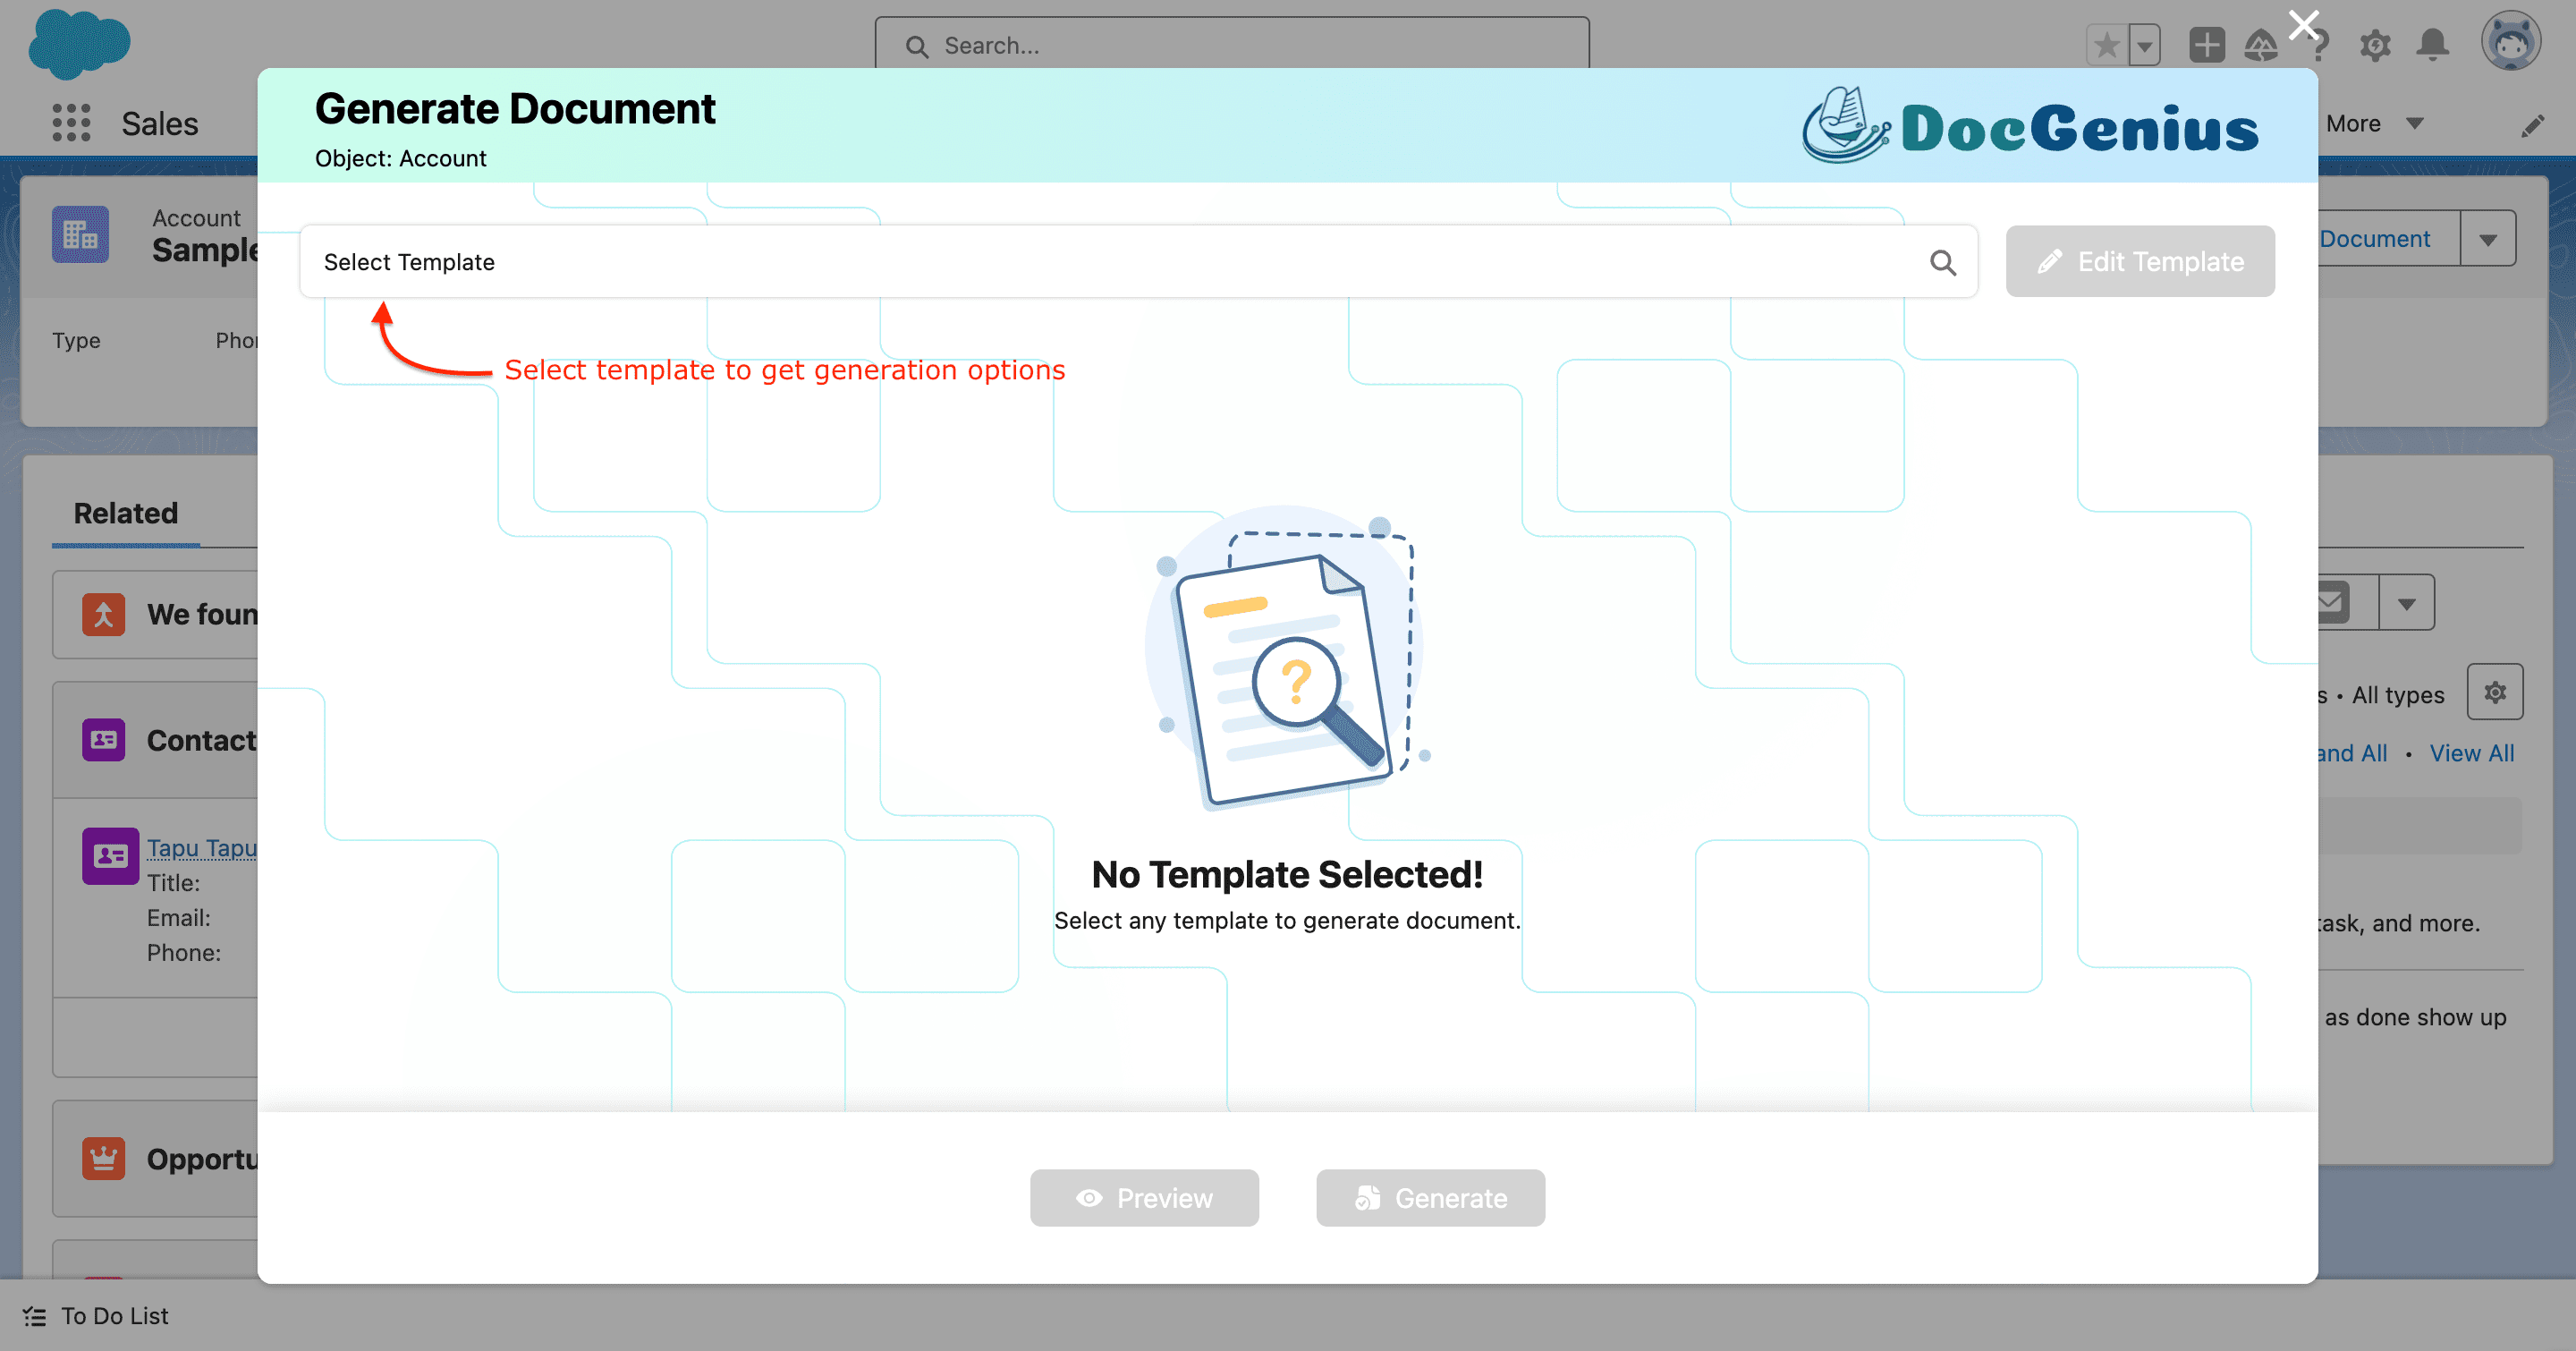 Search...
Sales
More
Generate Document
Object: Account
DocGenius
Account
Sample
Document
Select Template
Edit Template
Type
Select template to get generation options
Related
We foun
Contact
All types
View All
and All
Tapu Tapu
Title:
Email:
Phone:
No Template Selected!
Select any template to generate document.
task, and more.
as done show up
Opportu
Preview
Generate
To Do List
?